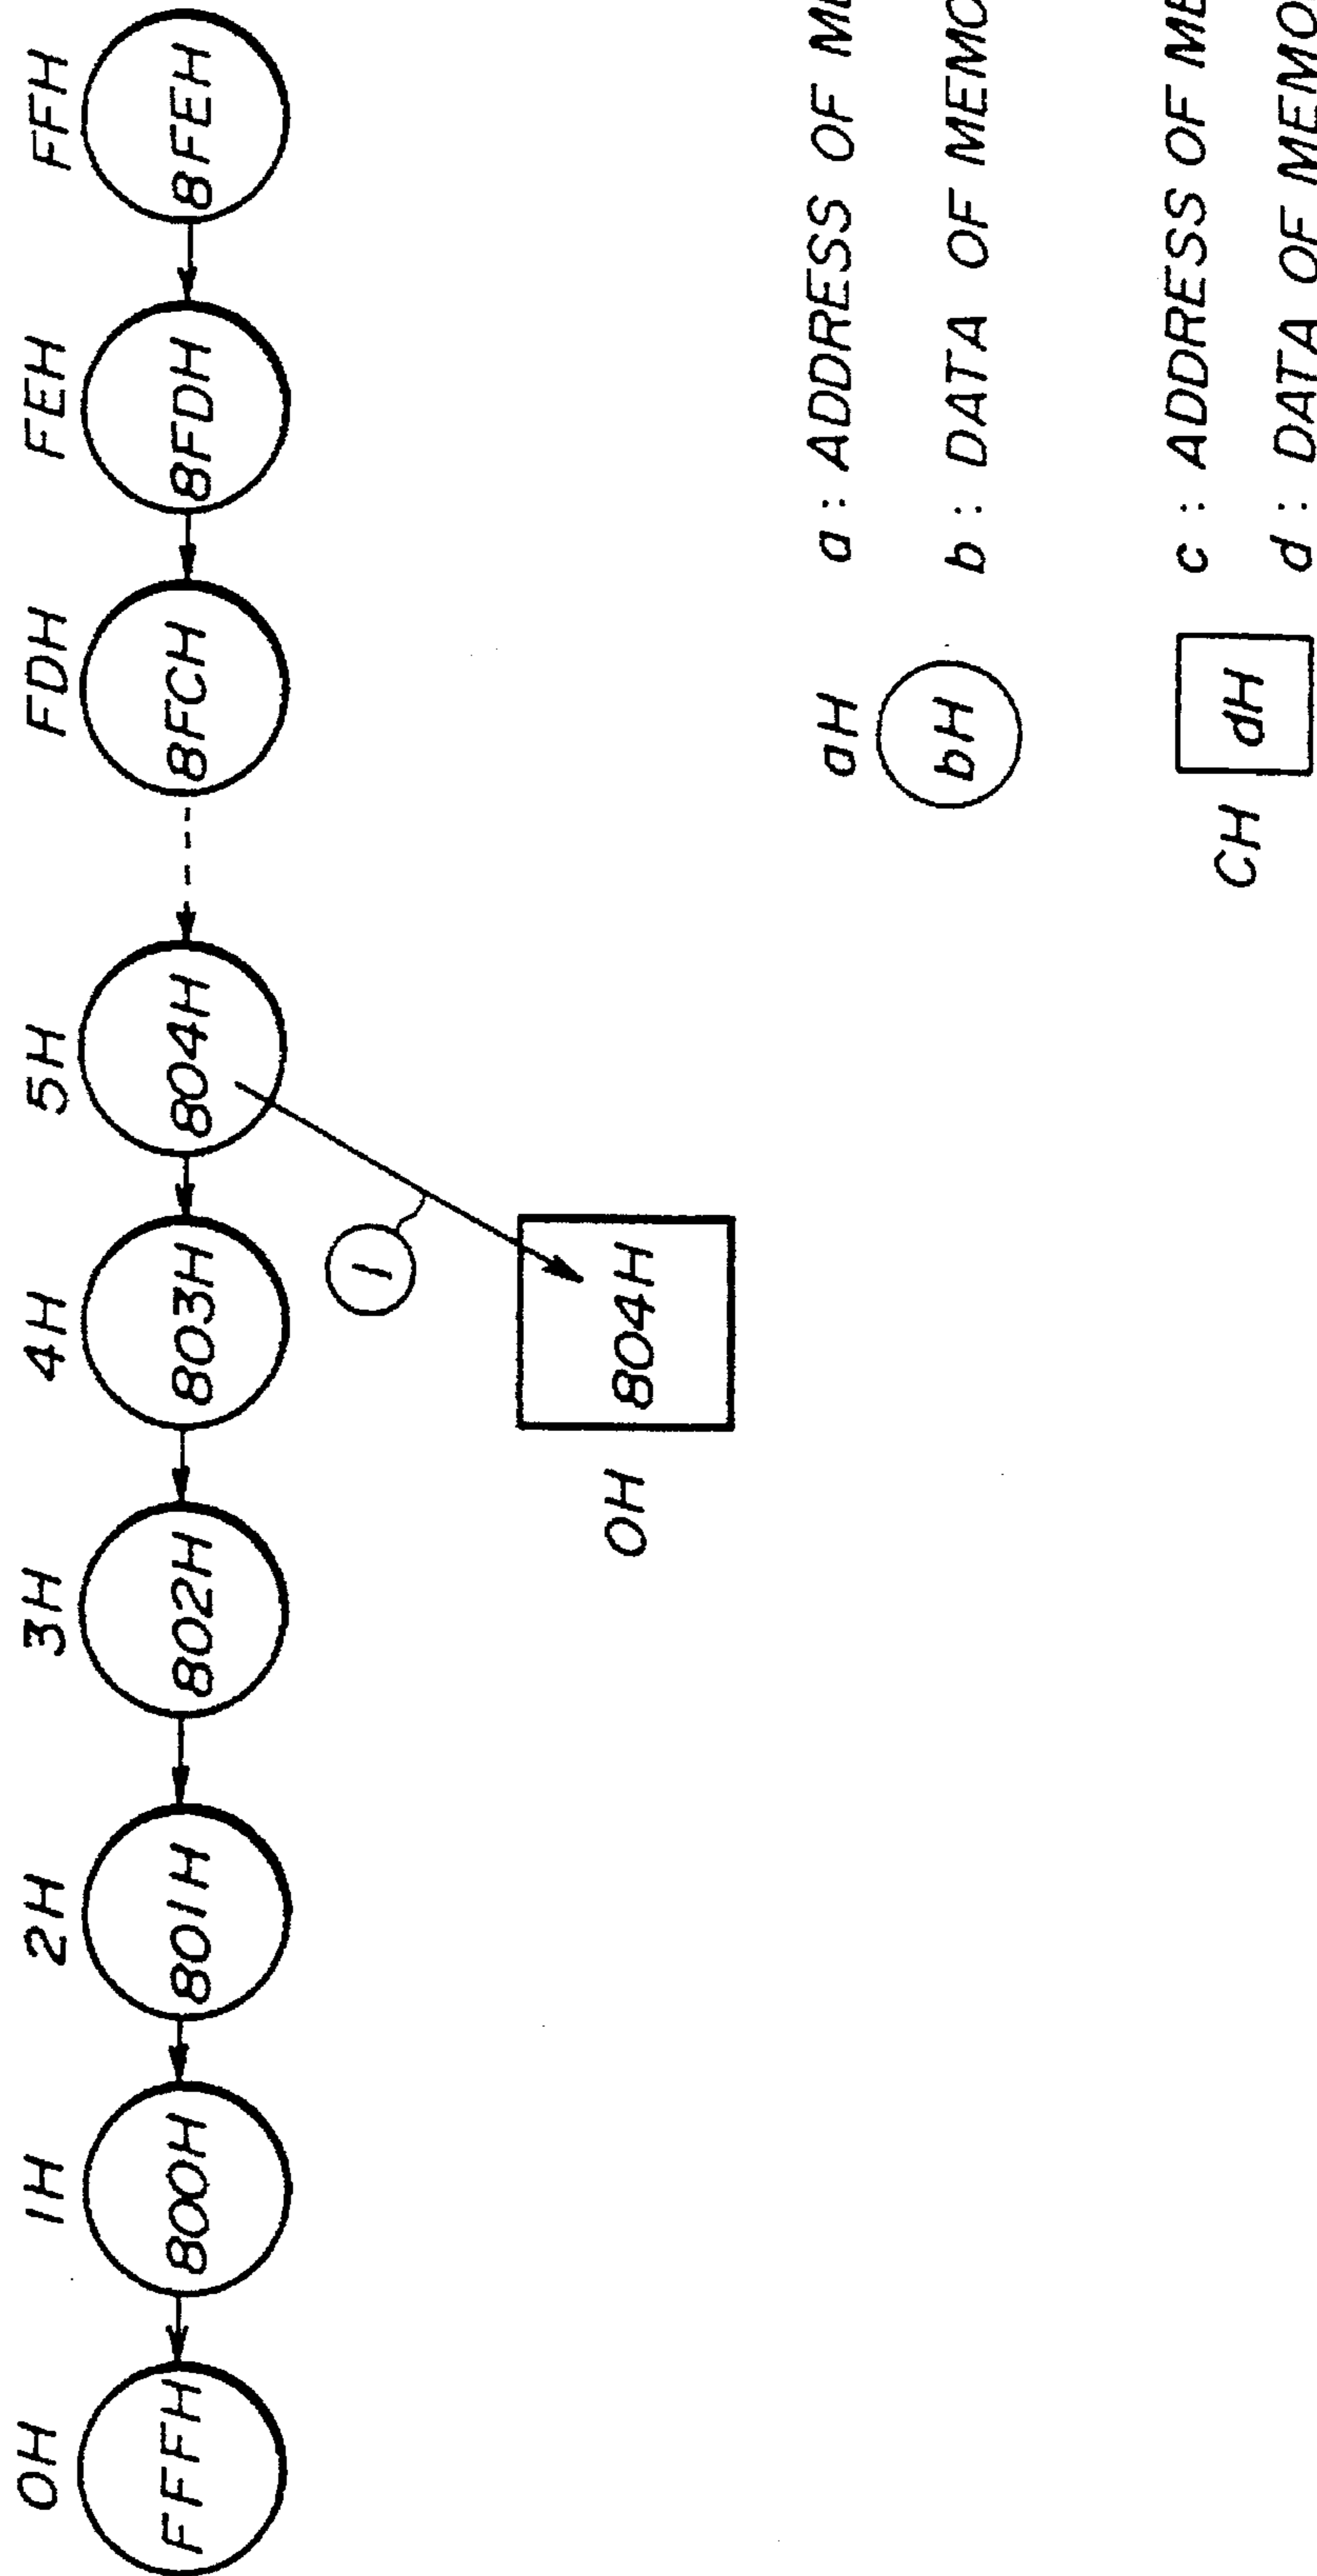 0H 1H 2H 3H 4H 5H FDH FEH FFH
FFFH 800H 801H 802H 803H 804H 8FCH 8FDH 8FEH
1
0H 804H
aH a : ADDRESS OF
bH b : DATA OF
CH dH c : ADDRESS OF
d : DATA OF